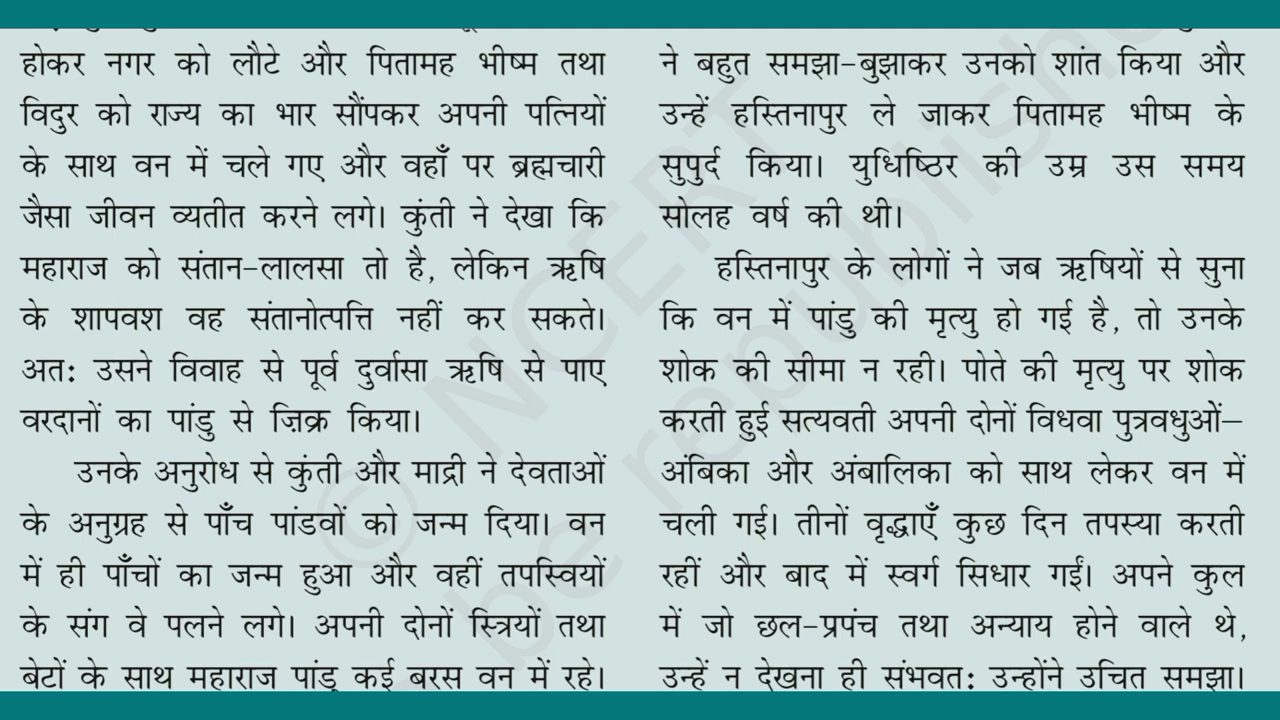 होकर नगर को लौटे और पितामह भीष्म तथा
विदुर को राज्य का भार सौंपकर अपनी पत्नियों
के साथ वन में चले गए और वहाँ पर ब्रह्मचारी
जैसा जीवन व्यतीत करने लगे। कुंती ने देखा कि
महाराज को संतान-लालसा तो है, लेकिन ऋषि
के शापवश वह संतानोत्पत्ति नहीं कर सकते।
अत: उसने विवाह से पूर्व दुर्वासा ऋषि से पाए
वरदानों का पांडु से ज़िक्र किया।
उनके अनुरोध से कुंती और माद्री ने देवताओं
के अनुग्रह से पाँच पांडवों को जन्म दिया। वन
में ही पाँचों का जन्म हुआ और वहीं तपस्वियों
के संग वे पलने लगे। अपनी दोनों स्त्रियों तथा
बेटों के साथ महाराज पांडु कई बरस वन में रहे।
ने बहुत समझा-बुझाकर उनको शांत किया और
उन्हें हस्तिनापुर ले जाकर पितामह भीष्म के
सुपुर्द किया। युधिष्ठिर की उम्र उस समय
सोलह वर्ष की थी।
हस्तिनापुर के लोगों ने जब ऋषियों से सुना
कि वन में पांडु की मृत्यु हो गई है, तो उनके
शोक की सीमा न रही। पोते की मृत्यु पर शोक
करती हुई सत्यवती अपनी दोनों विधवा पुत्रवधुओं—
अंबिका और अंबालिका को साथ लेकर वन में
चली गई। तीनों वृद्धाएँ कुछ दिन तपस्या करती
रहीं और बाद में स्वर्ग सिधार गईं। अपने कुल
में जो छल-प्रपंच तथा अन्याय होने वाले थे,
उन्हें न देखना ही संभवत: उन्होंने उचित समझा।
© NCERT
be republished